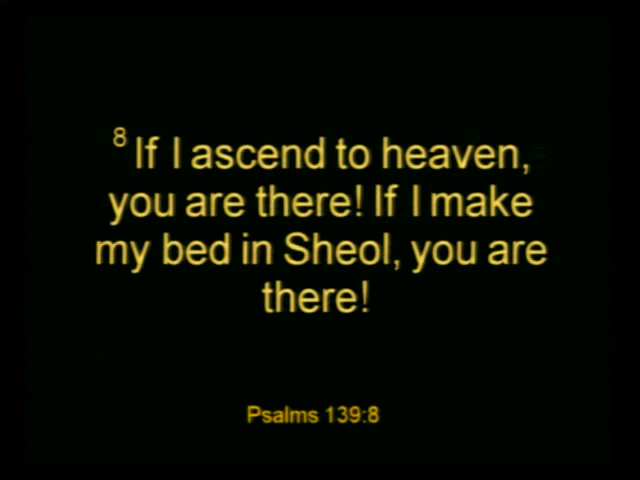 8 If I ascend to heaven,
you are there! If I make
my bed in Sheol, you are
there!
Psalms 139:8